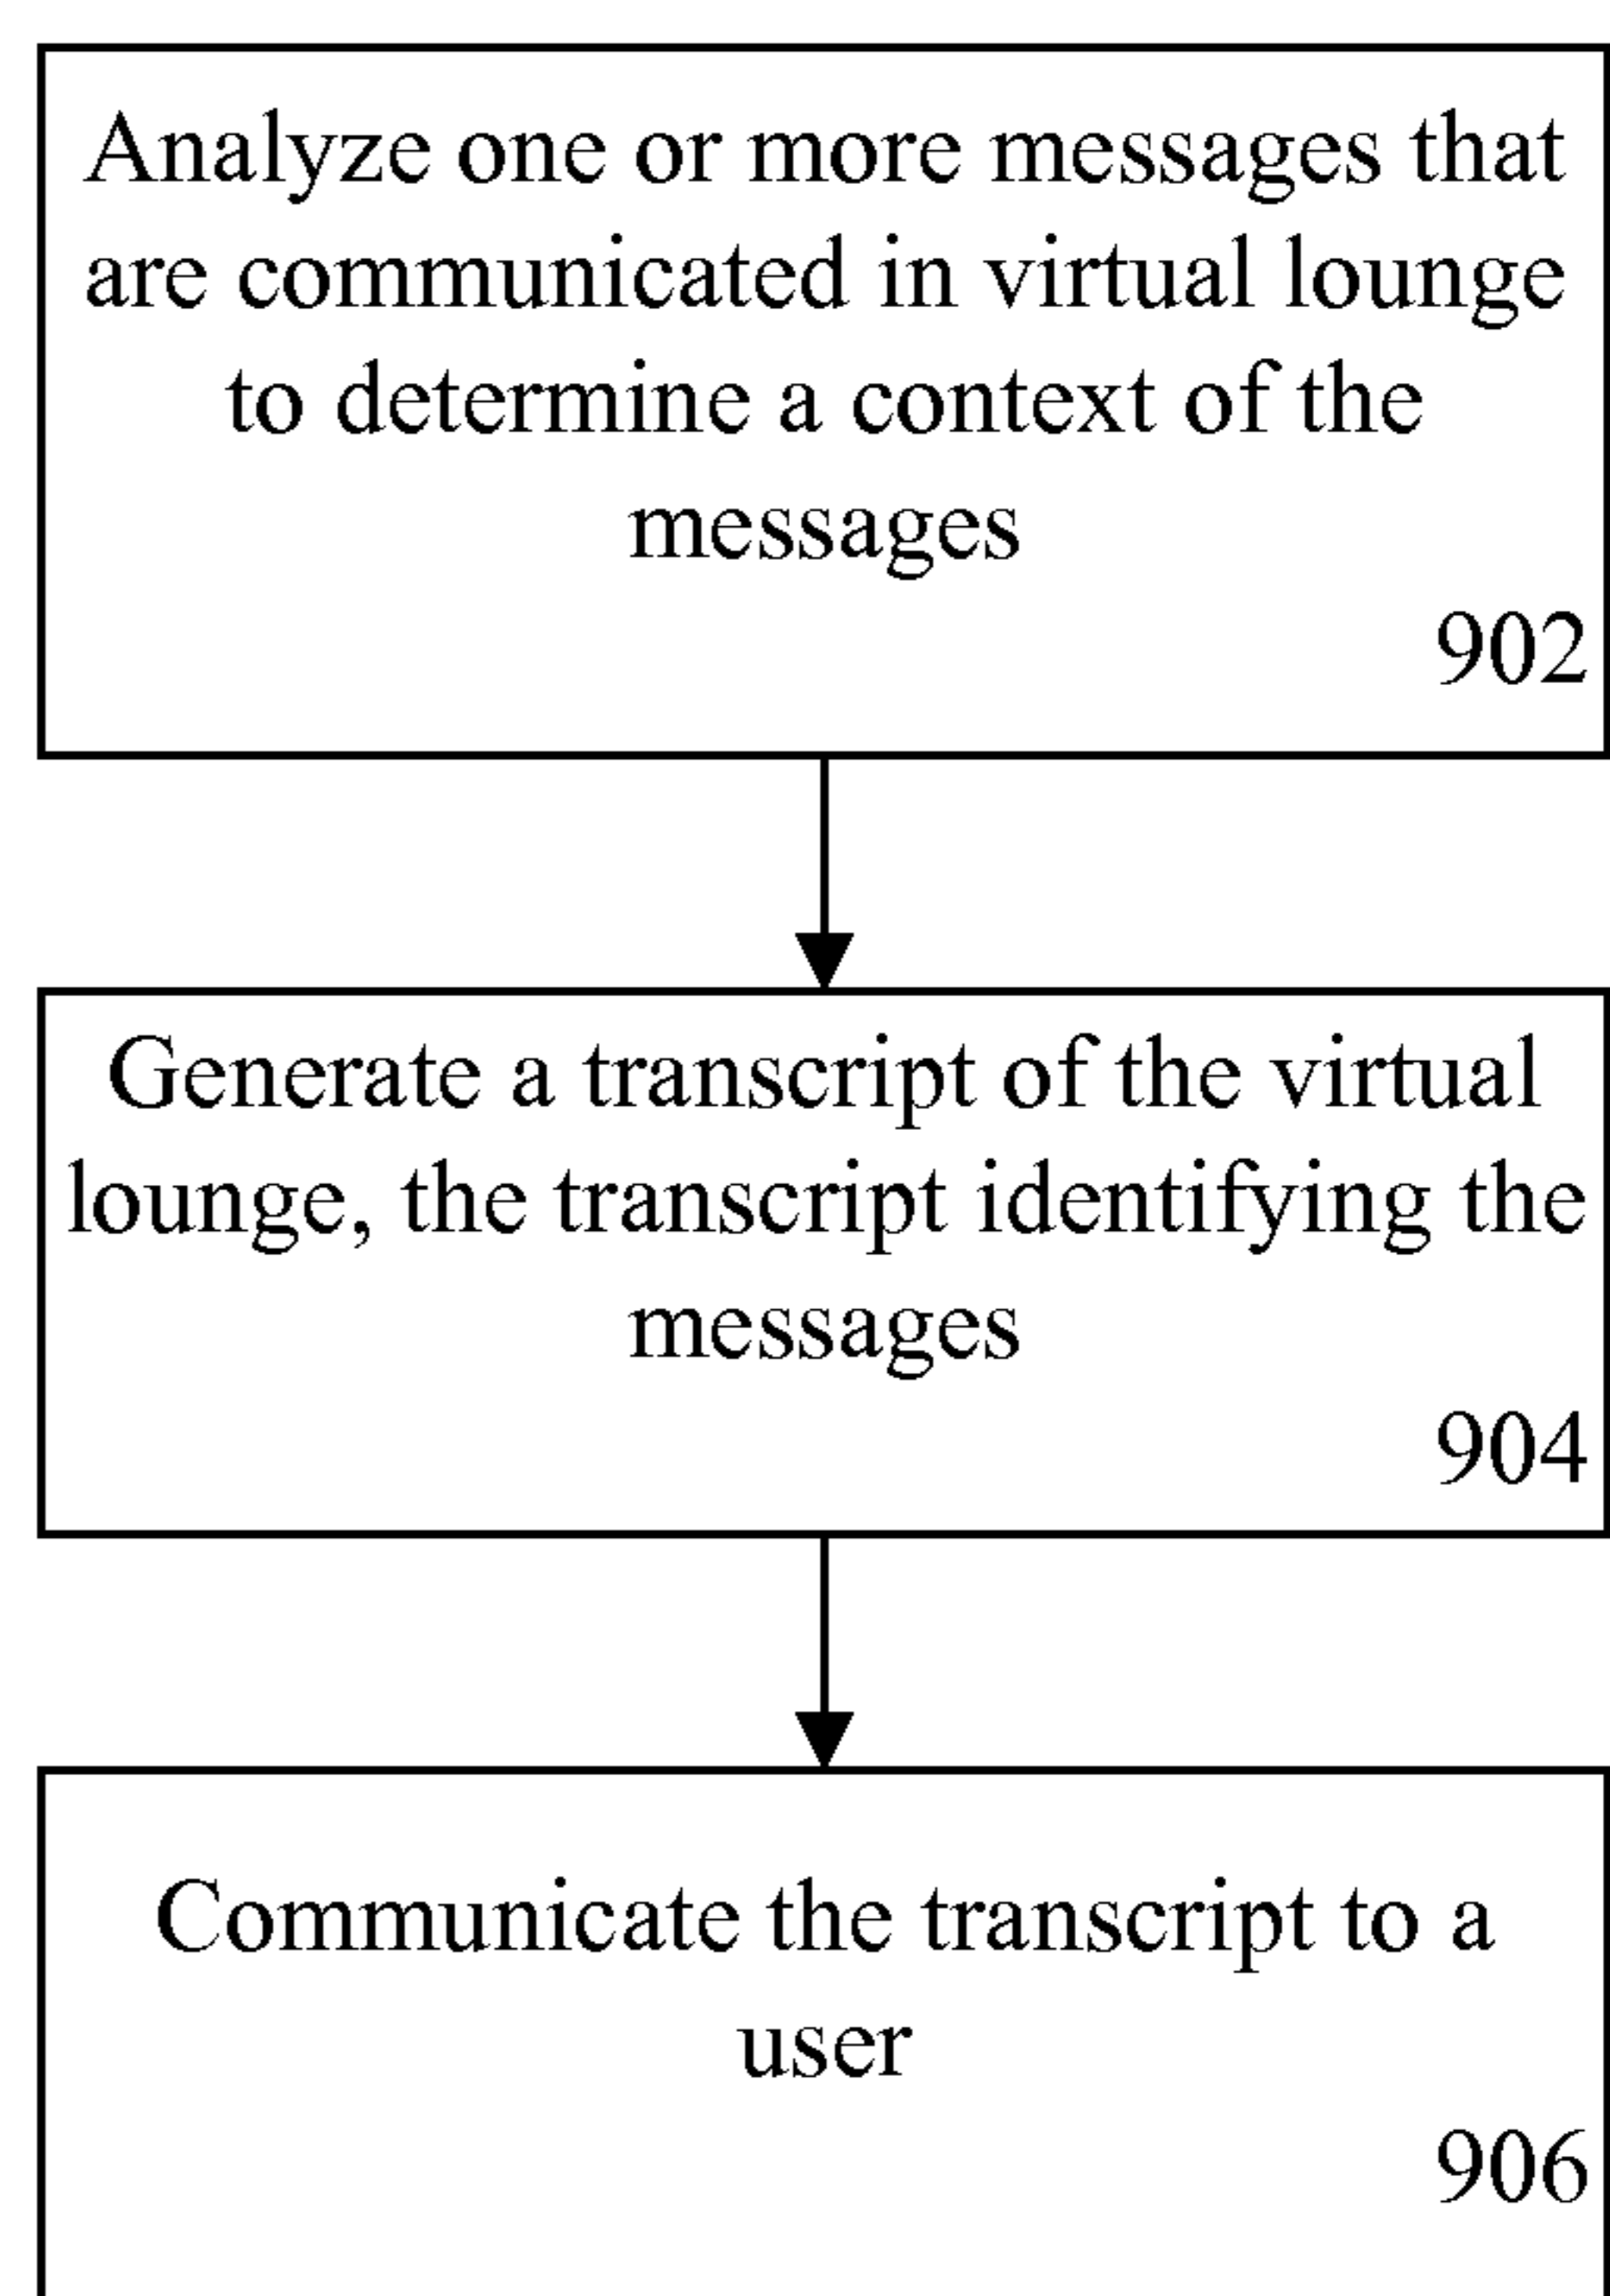 Analyze one or more messages that
are communicated in virtual lounge
to determine a context of the
messages
902
Generate a transcript of the virtual
lounge, the transcript identifying the
messages
904
Communicate the transcript to a
user
906